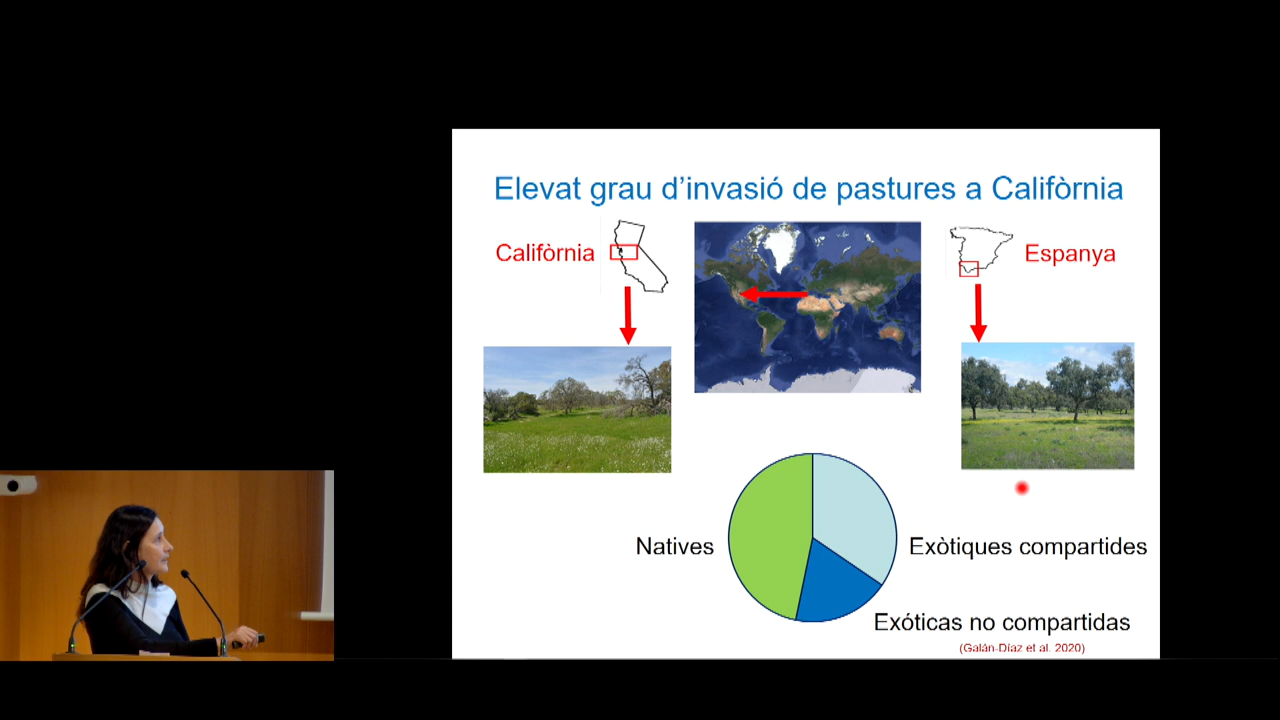 Elevat grau d'invasió de pastures a Califòrnia
Califòrnia
Espanya
Natives
Exòtiques compartides
Exóticas no compartidas
(Galán-Díaz et al. 2020)